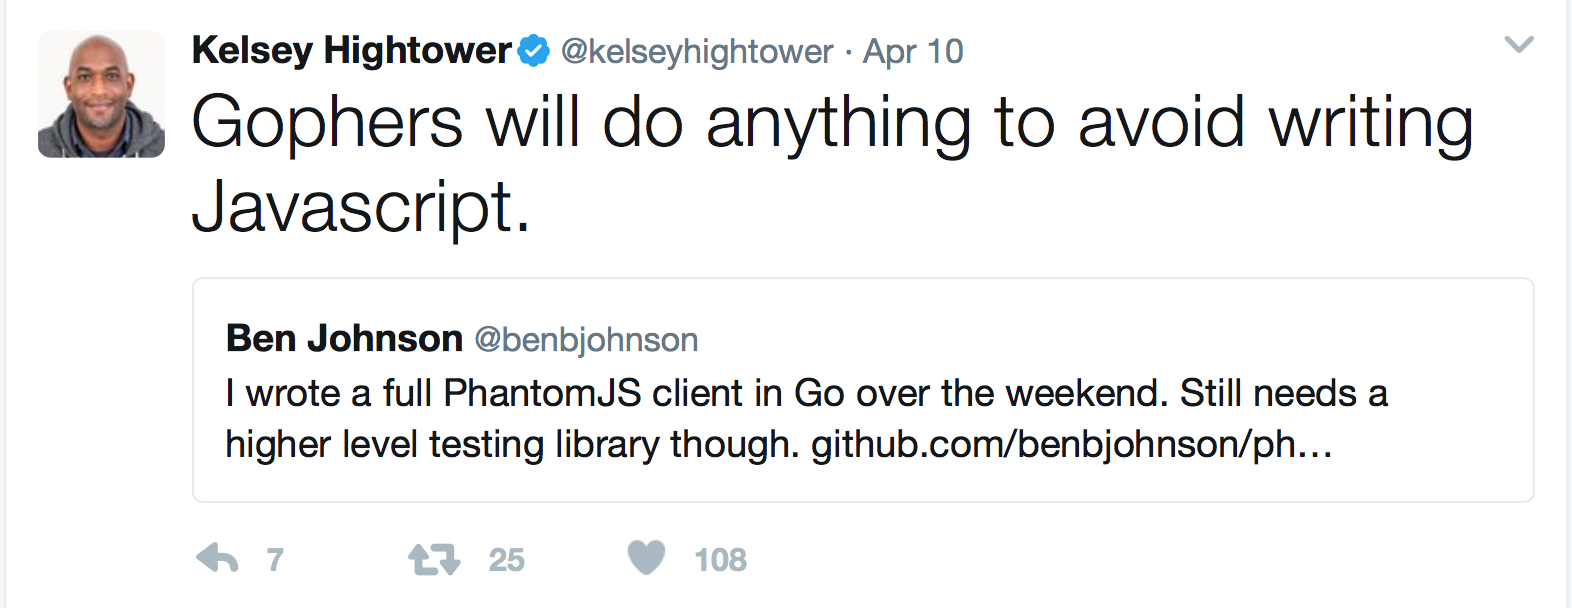 Kelsey Hightower @kelseyhightower · Apr 10
Gophers will do anything to avoid writing
Javascript.
Ben Johnson @benbjohnson
I wrote a full PhantomJS client in Go over the weekend. Still needs a
higher level testing library though. github.com/benbjohnson/ph...
7 25 108